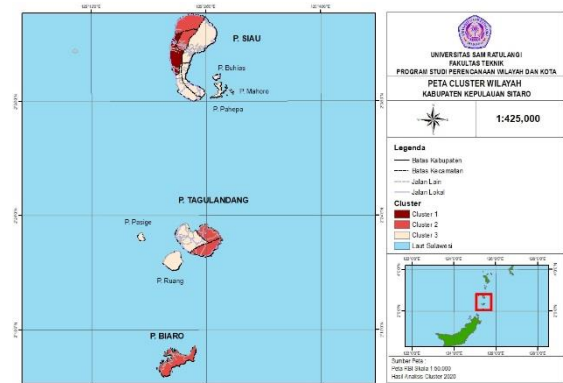 P. SIAU
P. Buhias
P. Mahoro
P. Pahepa
P. TAGULANDANG
P. Pasige
P. Ruang
P. BIARO
UNIVERSITAS SAM RATULANGI
FAKULTAS TEKNIK
PROGRAM STUDI PERENCANAAN WILAYAH DAN KOTA
PETA CLUSTER WILAYAH
KABUPATEN KEPULAUAN SITARO
1:425,000
Legenda
Batas Kabupaten
Batas Kecamatan
Jalan Lain
Jalan Lokal
Cluster
Cluster 1
Cluster 2
Cluster 3
Laut Sulawesi
Sumber Peta :
Peta RBI Skala 1:50.000
Hasil Analisis Cluster 2020